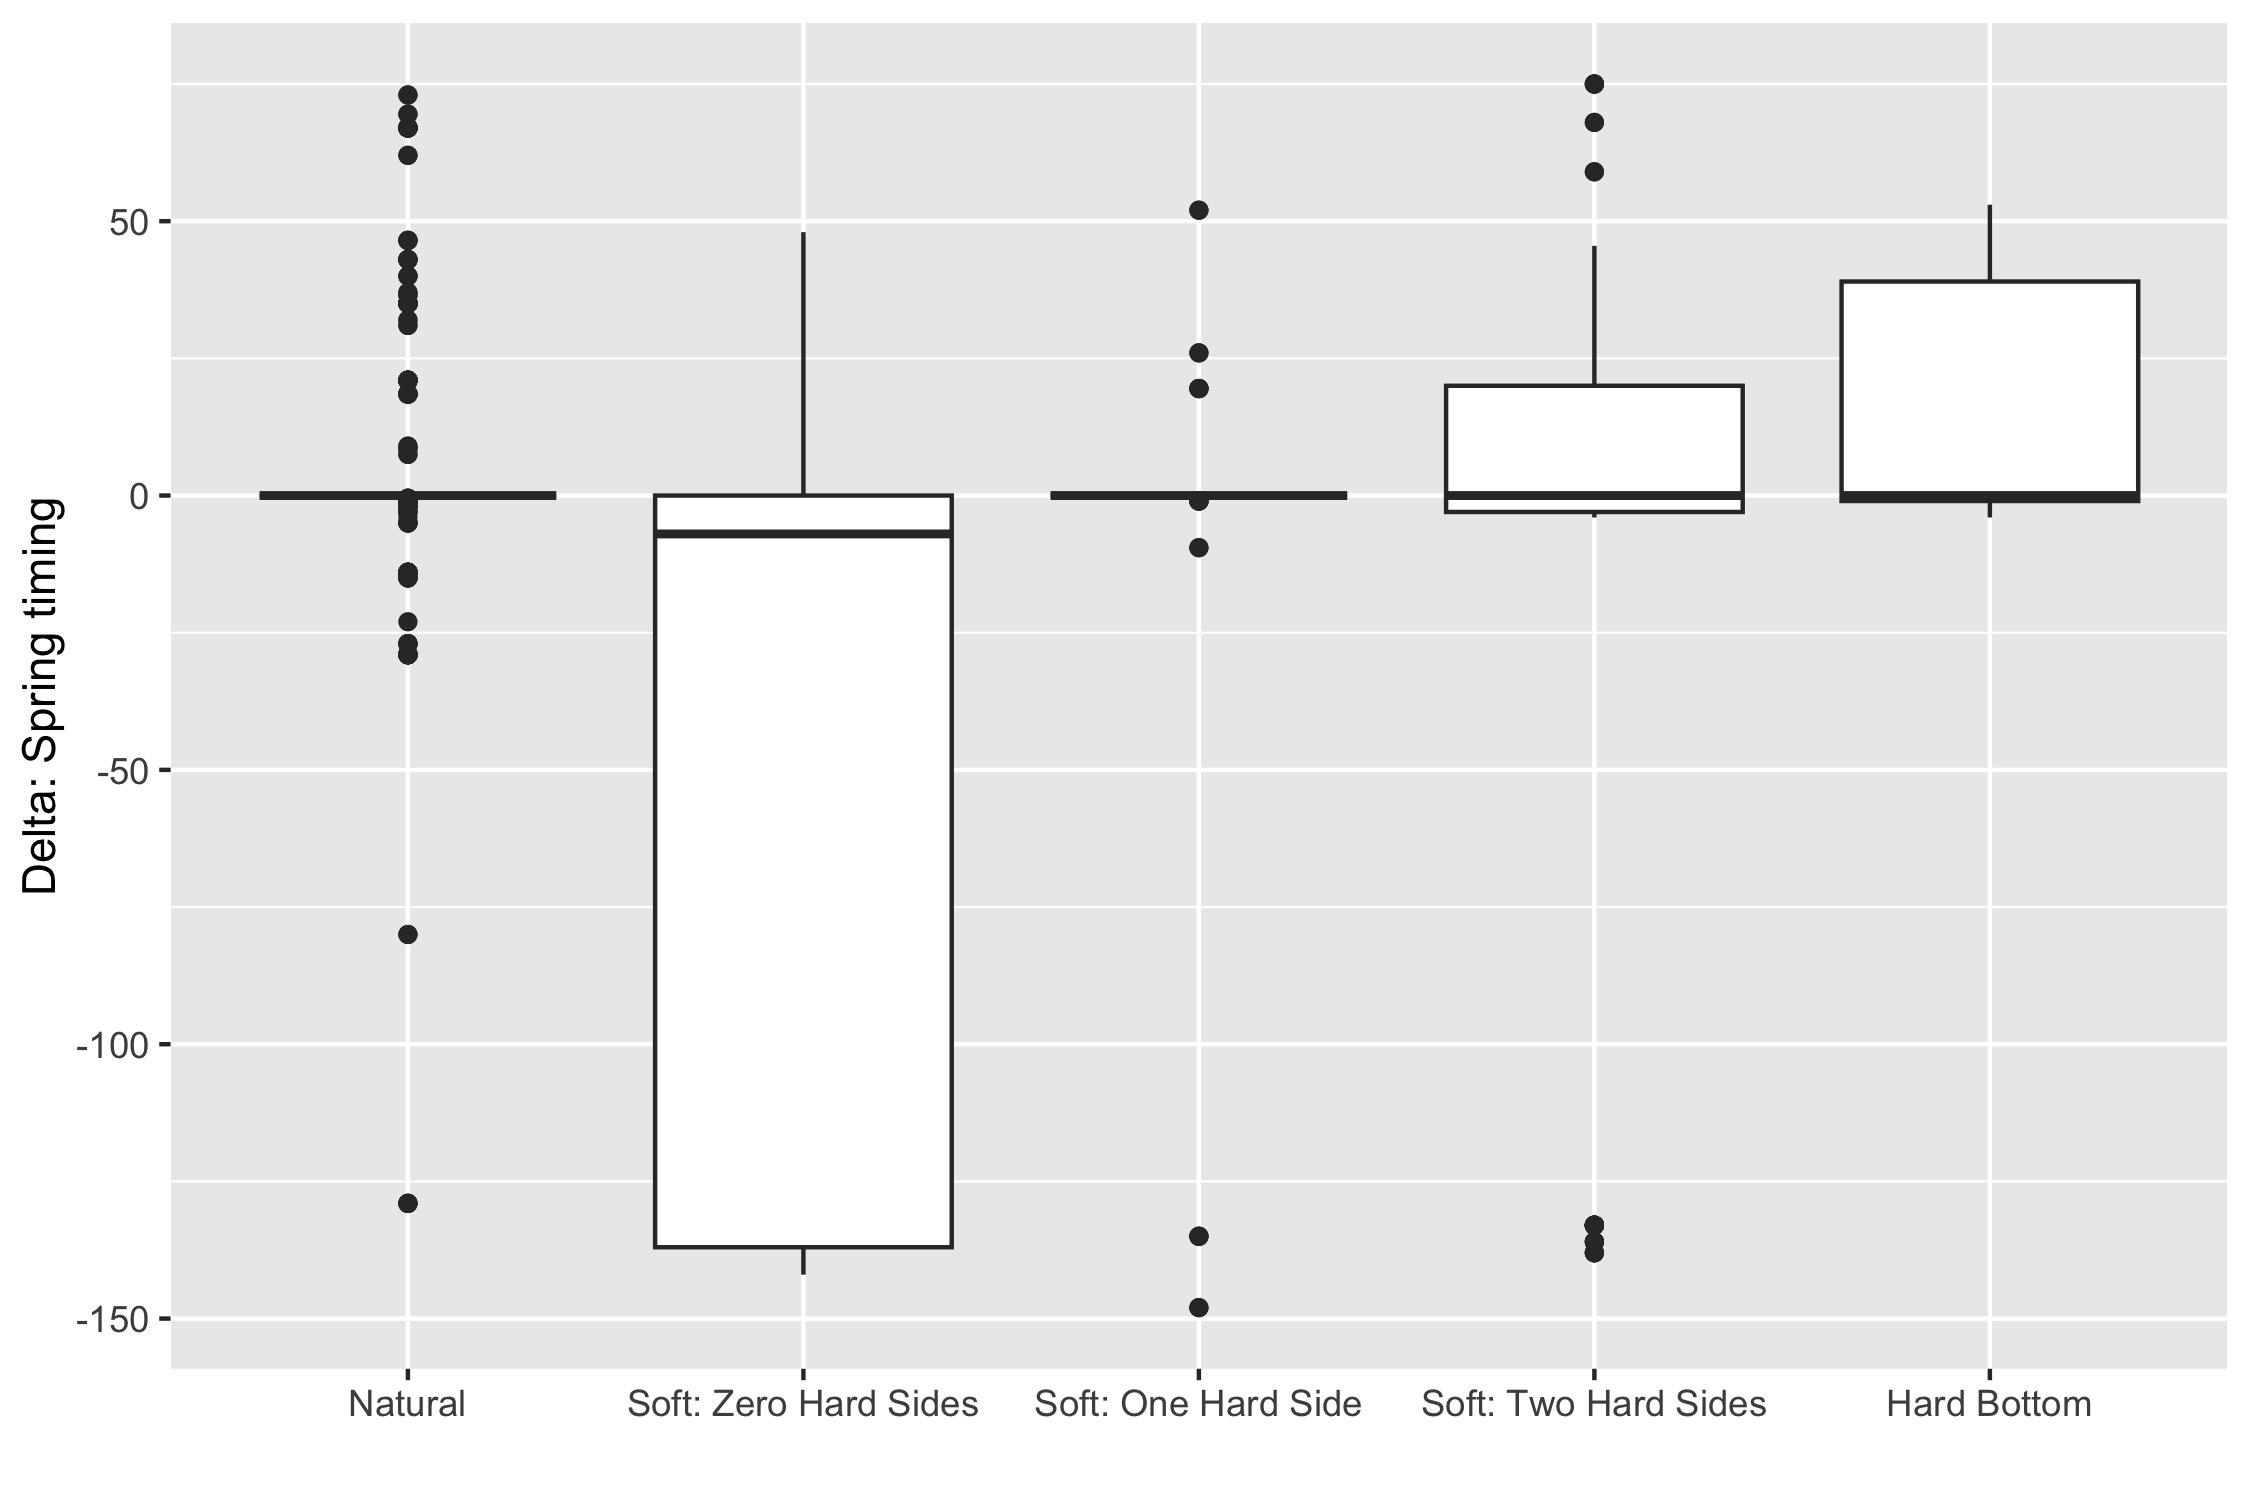 Delta: Spring timing
50
0
-50
-100
-150
Natural
Soft: Zero Hard Sides
Soft: One Hard Side
Soft: Two Hard Sides
Hard Bottom